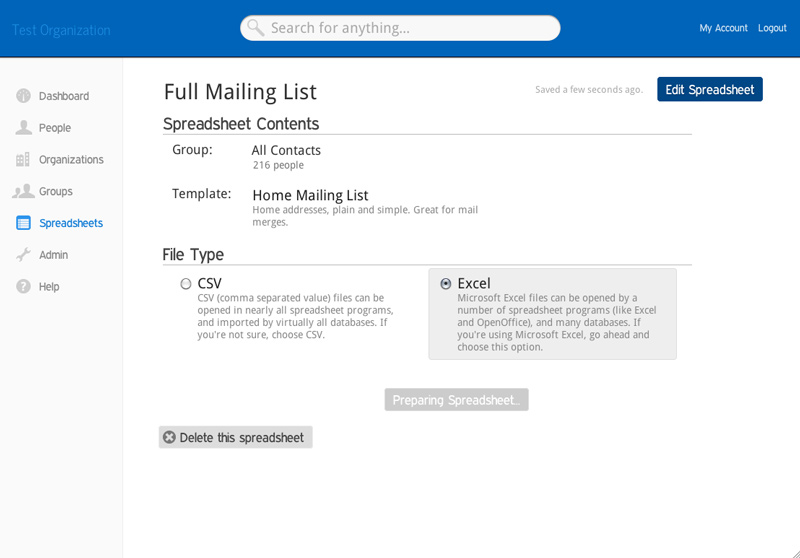 Test Organization
Search for anything...
My Account
Logout
Dashboard
People
Organizations
Groups
Spreadsheets
Admin
Help
Full Mailing List
Saved a few seconds ago.
Edit Spreadsheet
Spreadsheet Contents
Group:
All Contacts
216 people
Template:
Home Mailing List
Home addresses, plain and simple. Great for mail
merges.
File Type
CSV
CSV (comma separated value) files can be
opened in nearly all spreadsheet programs,
and imported by virtually all databases. If
you're not sure, choose CSV.
Excel
Microsoft Excel files can be opened by a
number of spreadsheet programs (like Excel
and OpenOffice), and many databases. If
you're using Microsoft Excel, go ahead and
choose this option.
Preparing Spreadsheet...
Delete this spreadsheet